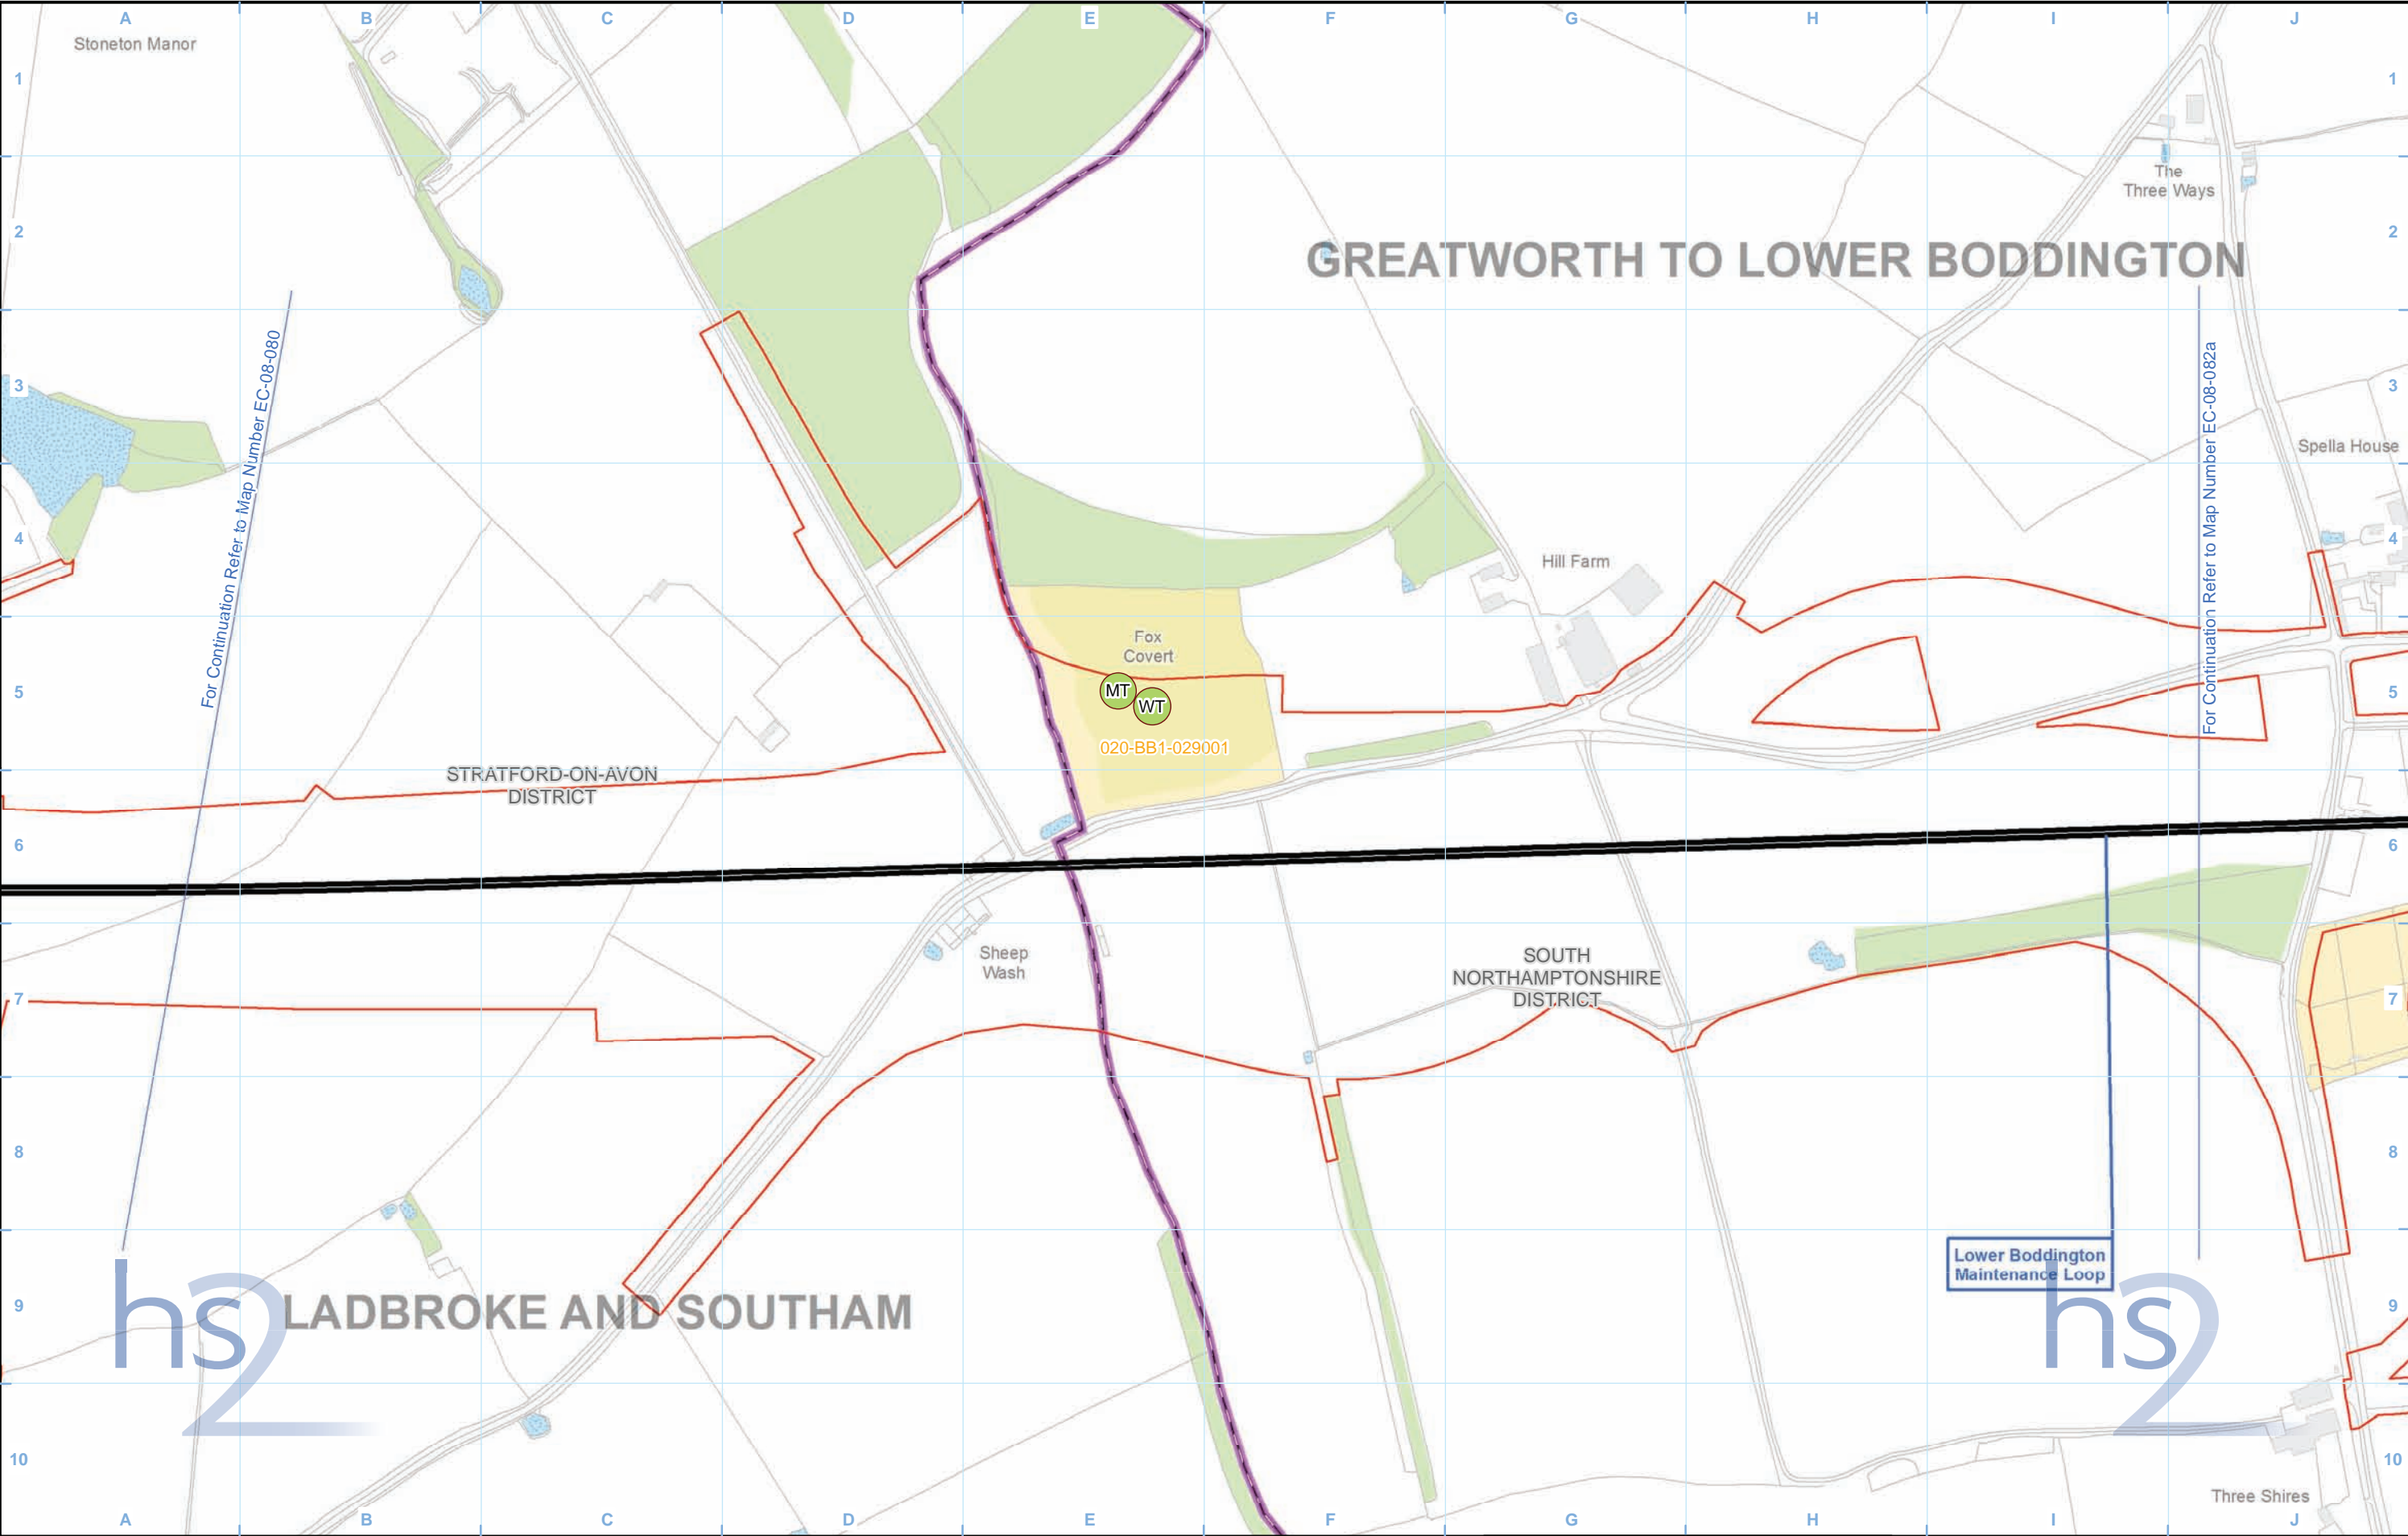 A B C D E F G H I J
Stoneton Manor
1 1
The
Three Ways
2 2
GREATWORTH TO LOWER BODDINGTON
For Continuation Refer to Map Number EC-08-080
For Continuation Refer to Map Number EC-08-082a
3 3
Spella House
4 4
Hill Farm
Fox
Covert
5 5
MT
WT
020-BB1-029001
STRATFORD-ON-AVON
DISTRICT
6 6
Sheep
Wash
SOUTH
NORTHAMPTONSHIRE
DISTRICT
7 7
8 8
Lower Boddington
Maintenance Loop
9 9
LADBROKE AND SOUTHAM
hs2
hs2
10 10
Three Shires
A B C D E F G H I J